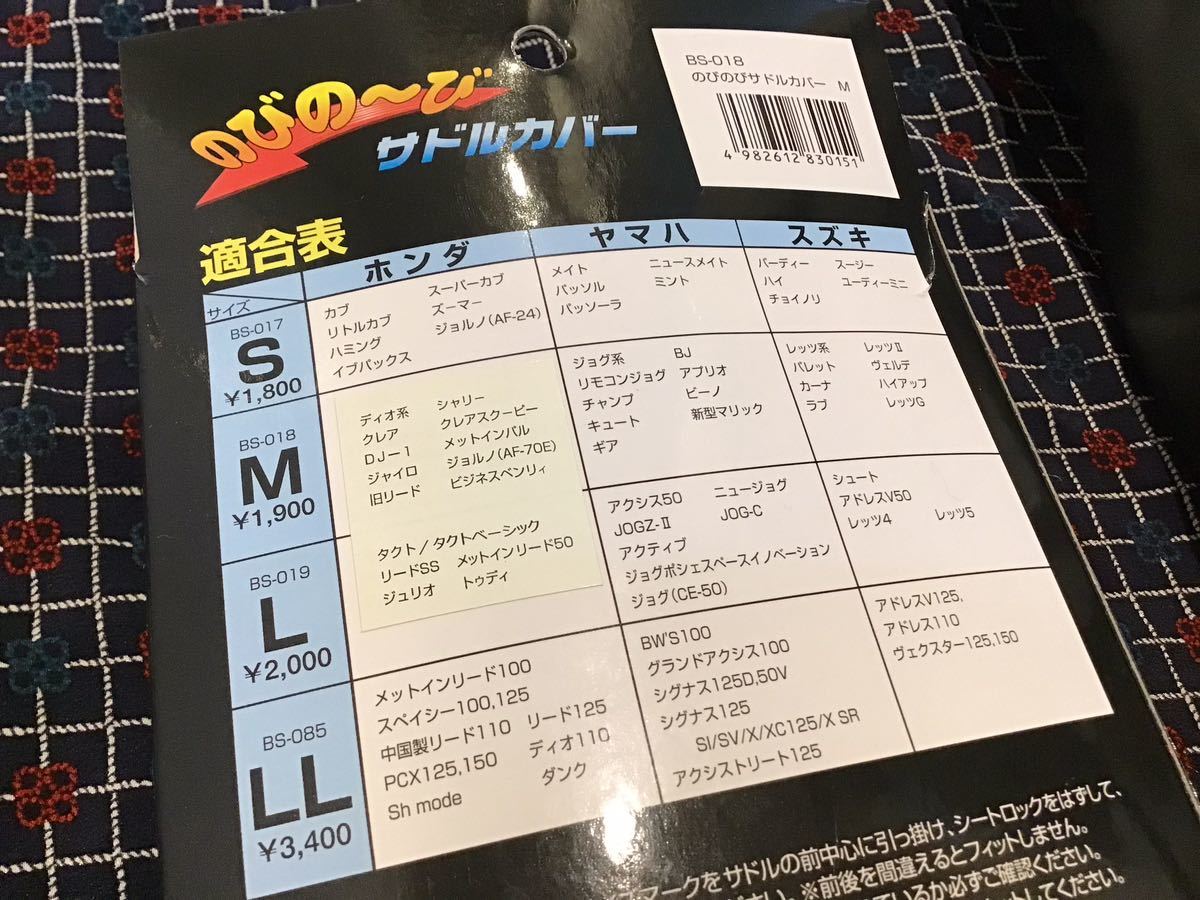 BS-018
のびのびサドルカバー M
4 982612 830151
のびの〜び
サドルカバー
適合表
サイズ
ホンダ ヤマハ スズキ
BS-017
S
¥1,800
カブ スーパーカブ
リトルカブ ズーマー
ハミング ジョルノ(AF-24)
イブパックス
メイト ニュースメイト
パッソル ミント
パッソーラ
バーディー スージー
ハイ ユーディーミニ
チョイノリ
BS-018
M
¥1,900
ディオ系 シャリー
クレア クレアスクーピー
DJ-1 メットインパル
ジャイロ ジョルノ(AF-70E)
旧リード ビジネスベンリィ
ジョグ系 BJ
リモコンジョグ アプリオ
チャンプ ビーノ
キュート 新型マリック
ギア
レッツ系 レッツⅡ
パレット ヴェルデ
カーナ ハイアップ
ラブ レッツG
BS-019
L
¥2,000
タクト/タクトベーシック
リードSS メットインリード50
ジュリオ トゥディ
アクシス50 ニュージョグ
JOGZ-Ⅱ JOG-C
アクティブ
ジョグポシェスペースイノベーション
ジョグ(CE-50)
シュート
アドレスV50
レッツ4 レッツ5
BS-085
LL
¥3,400
メットインリード100
スペイシー100,125
中国製リード110 リード125
PCX125,150 ディオ110
Sh mode ダンク
BW'S100
グランドアクシス100
シグナス125D,50V
シグナス125
SI/SV/X/XC125/X SR
アクシストリート125
アドレスV125,
アドレス110
ヴェクスター125,150
マークをサドルの前中心に引っ掛け、シートロックをはずして、
ださい。※前後を間違えるとフィットしません。
ているか必ずご確認ください。
してください。